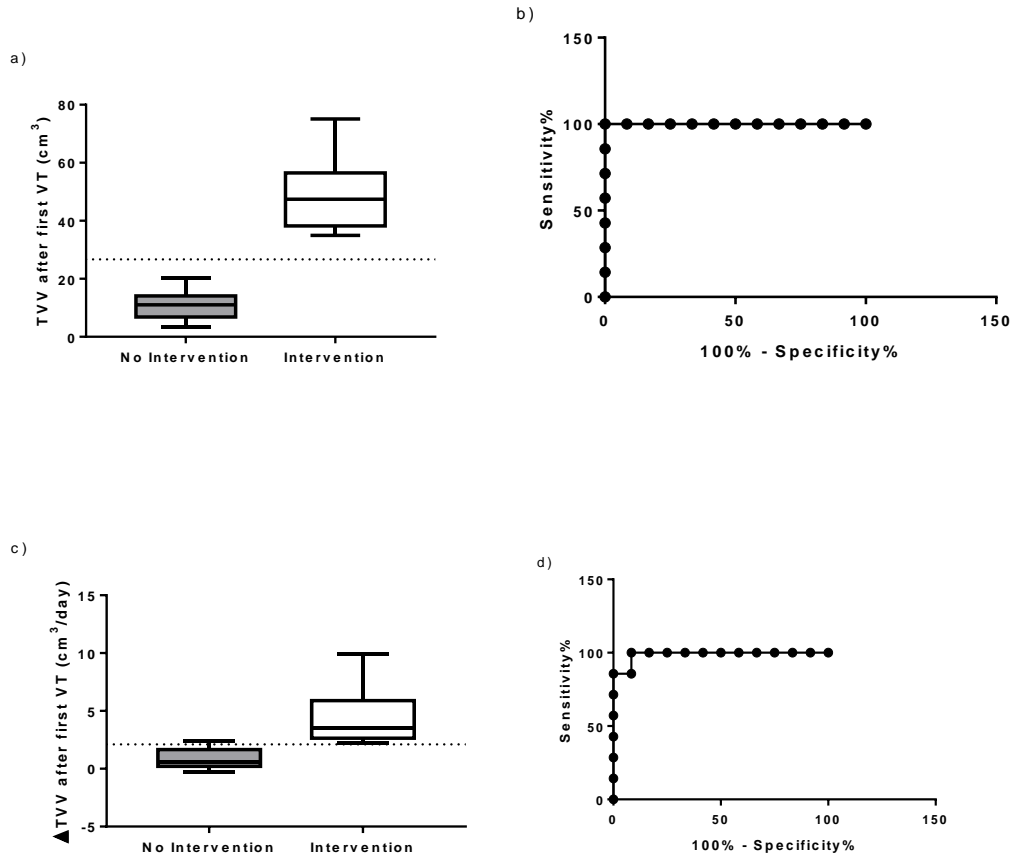 a)
TVV after first VT (cm³)
80
60
40
20
0
No Intervention
Intervention
b)
Sensitivity%
150
100
50
0
0
50
100
150
100% - Specificity%
c)
▲TVV after first VT (cm³/day)
15
10
5
0
-5
No Intervention
Intervention
d)
Sensitivity%
150
100
50
0
0
50
100
150
100% - Specificity%